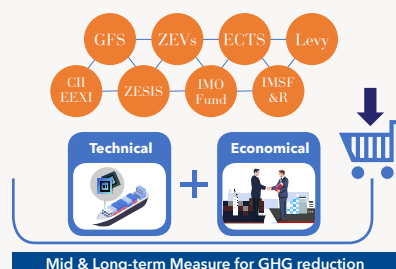 GFS ZEVs ECTS Levy
CII
EEXI
ZESIS
IMO
Fund
IMSF
&R
Technical
Economical
Mid & Long-term Measure for GHG reduction